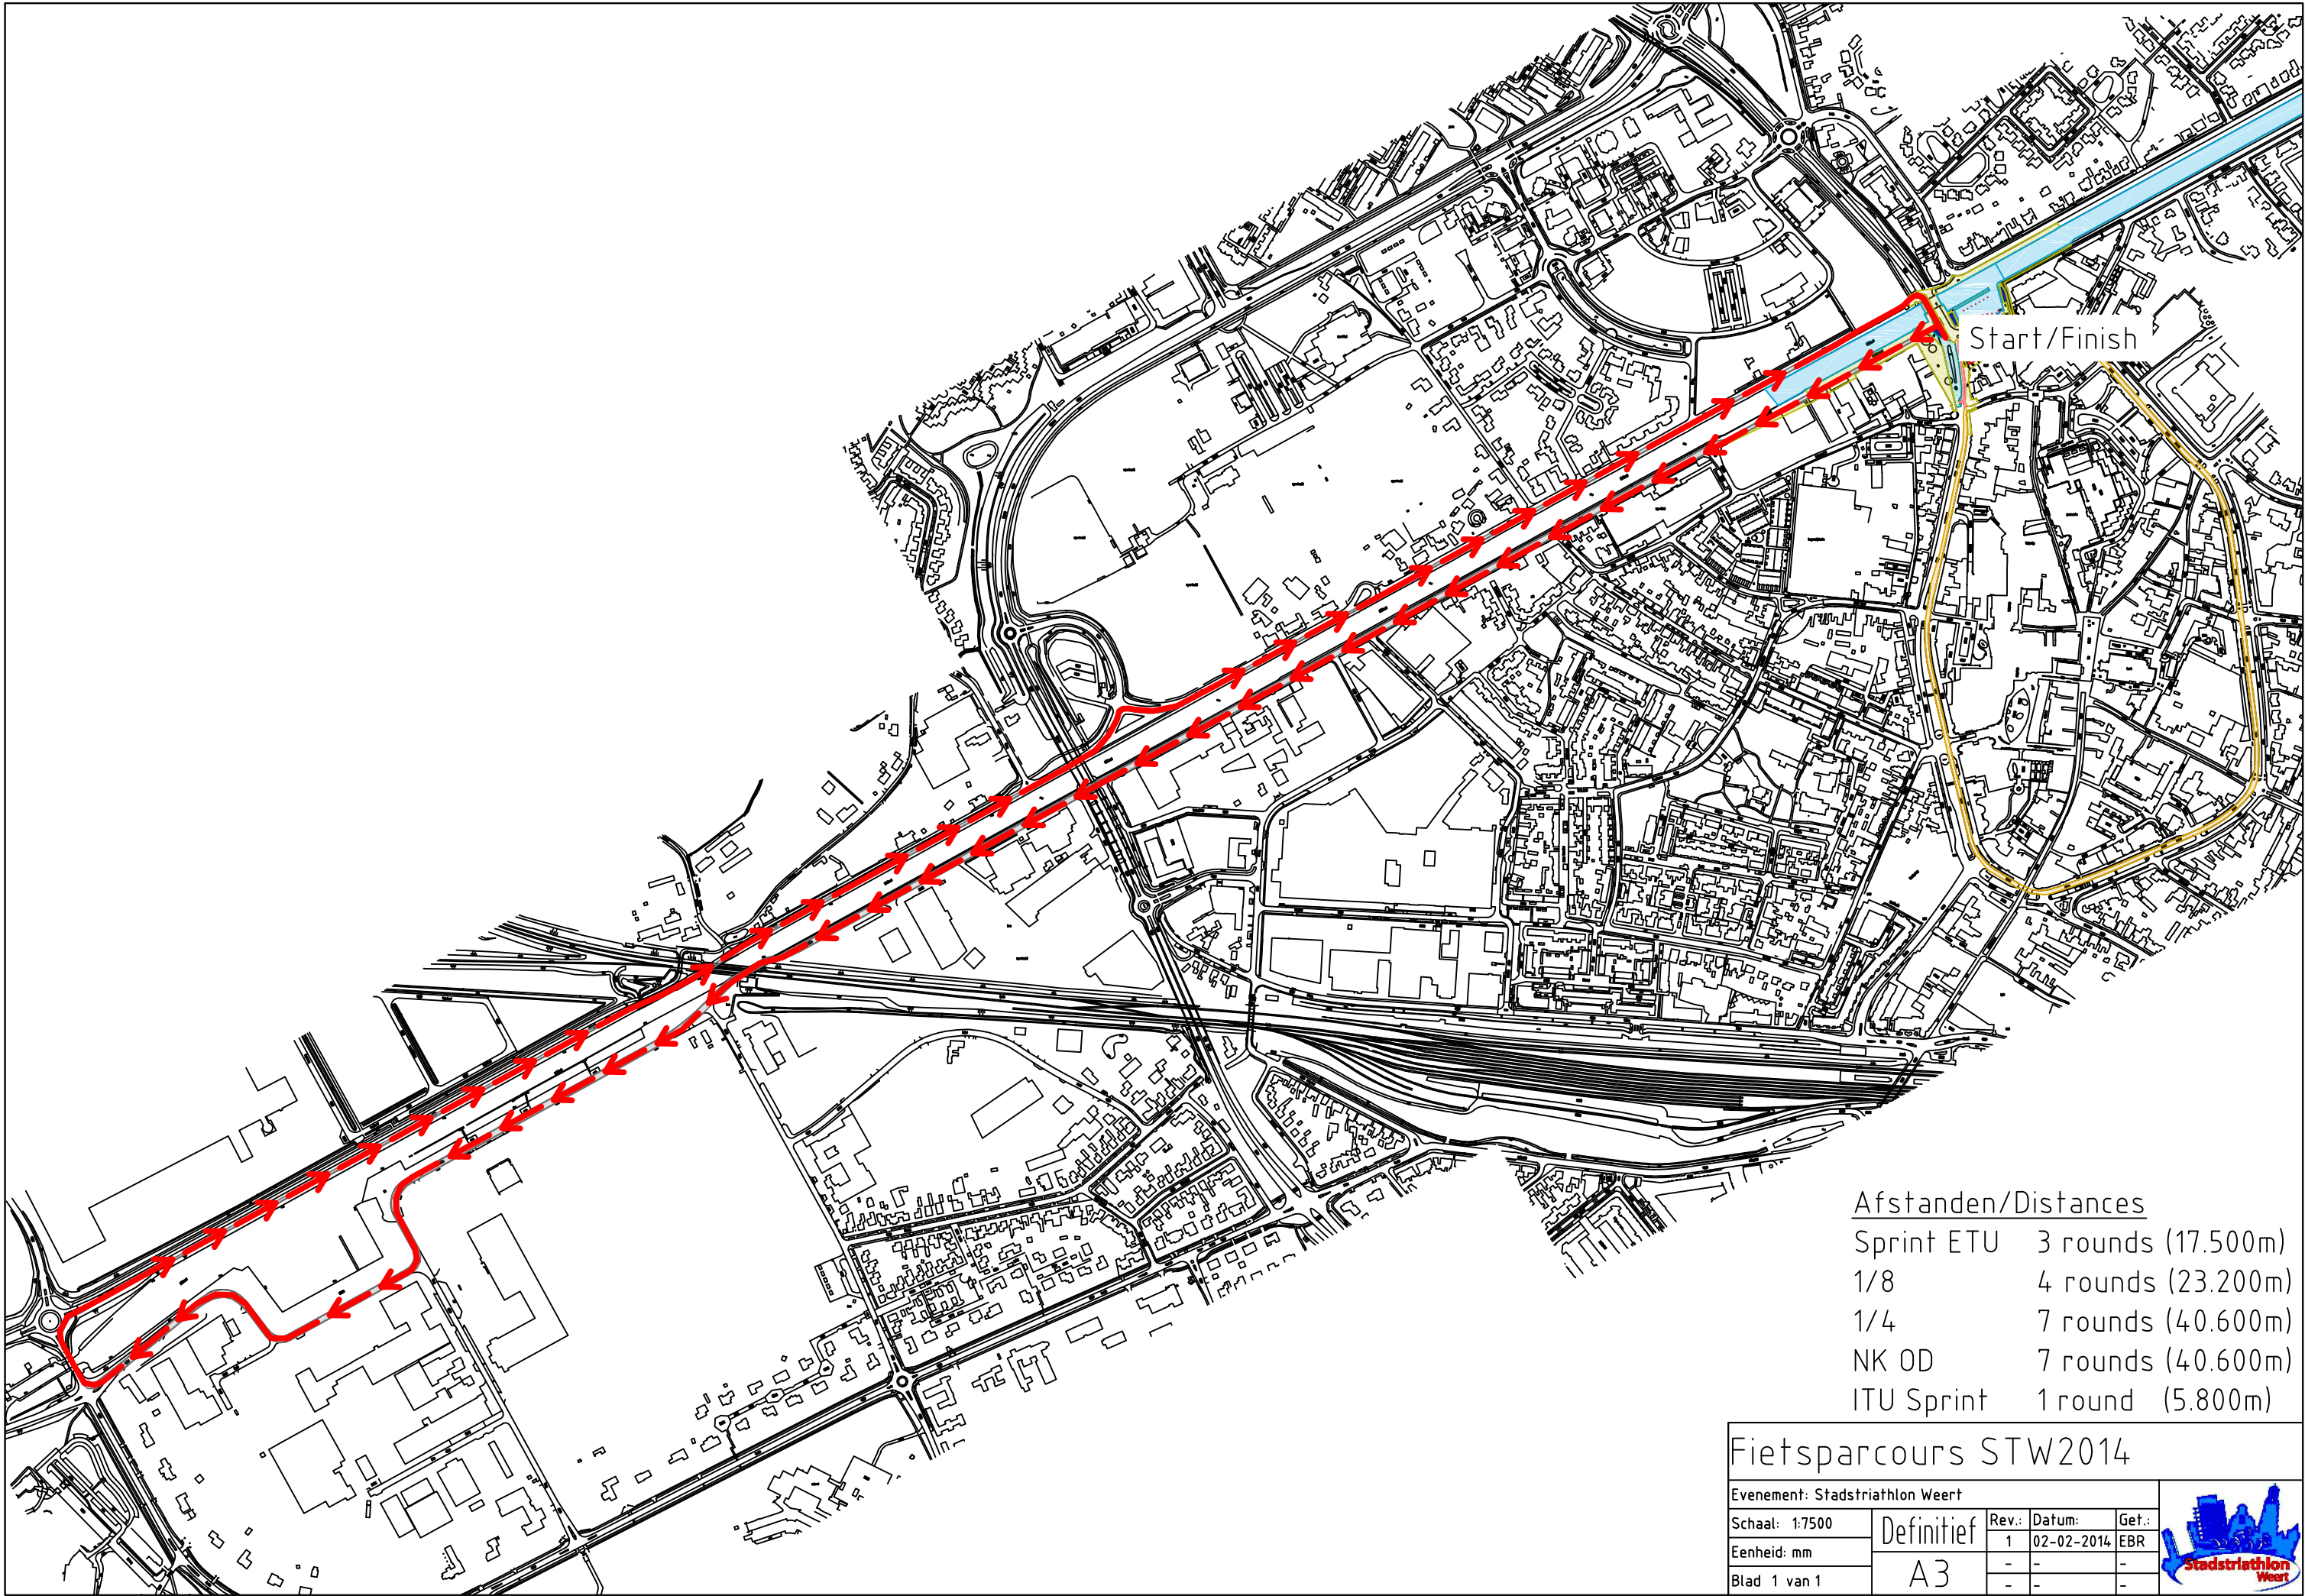 Start/Finish
Afstanden/Distances
Sprint ETU 3 rounds (17.500m)
1/8 4 rounds (23.200m)
1/4 7 rounds (40.600m)
NK OD 7 rounds (40.600m)
ITU Sprint 1 round (5.800m)
Fietsparcours STW2014
Evenement: Stadstriathlon Weert
Schaal: 1:7500
Eenheid: mm
Blad 1 van 1
Definitief
A3
Rev.: Datum: Get.:
1 02-02-2014 EBR
- - -
- - -
Stadstriathlon
Weert